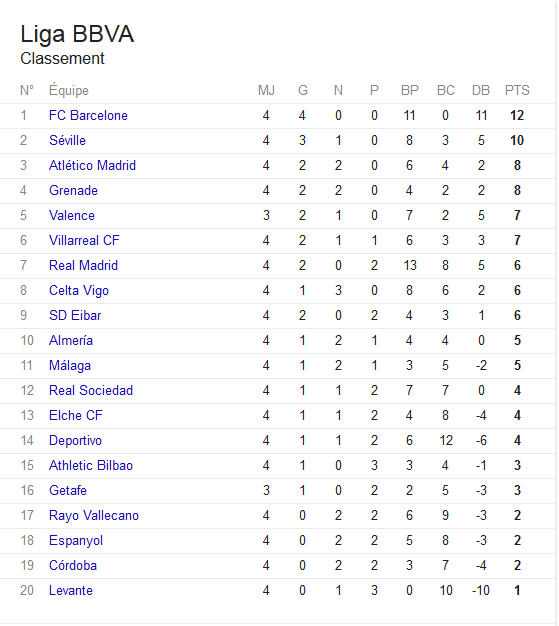 Liga BBVA
Classement
N° Équipe MJ G N P BP BC DB PTS
1 FC Barcelone 4 4 0 0 11 0 11 12
2 Séville 4 3 1 0 8 3 5 10
3 Atlético Madrid 4 2 2 0 6 4 2 8
4 Grenade 4 2 2 0 4 2 2 8
5 Valence 3 2 1 0 7 2 5 7
6 Villarreal CF 4 2 1 1 6 3 3 7
7 Real Madrid 4 2 0 2 13 8 5 6
8 Celta Vigo 4 1 3 0 8 6 2 6
9 SD Eibar 4 2 0 2 4 3 1 6
10 Almería 4 1 2 1 4 4 0 5
11 Málaga 4 1 2 1 3 5 -2 5
12 Real Sociedad 4 1 1 2 7 7 0 4
13 Elche CF 4 1 1 2 4 8 -4 4
14 Deportivo 4 1 1 2 6 12 -6 4
15 Athletic Bilbao 4 1 0 3 3 4 -1 3
16 Getafe 3 1 0 2 2 5 -3 3
17 Rayo Vallecano 4 0 2 2 6 9 -3 2
18 Espanyol 4 0 2 2 5 8 -3 2
19 Córdoba 4 0 2 2 3 7 -4 2
20 Levante 4 0 1 3 0 10 -10 1